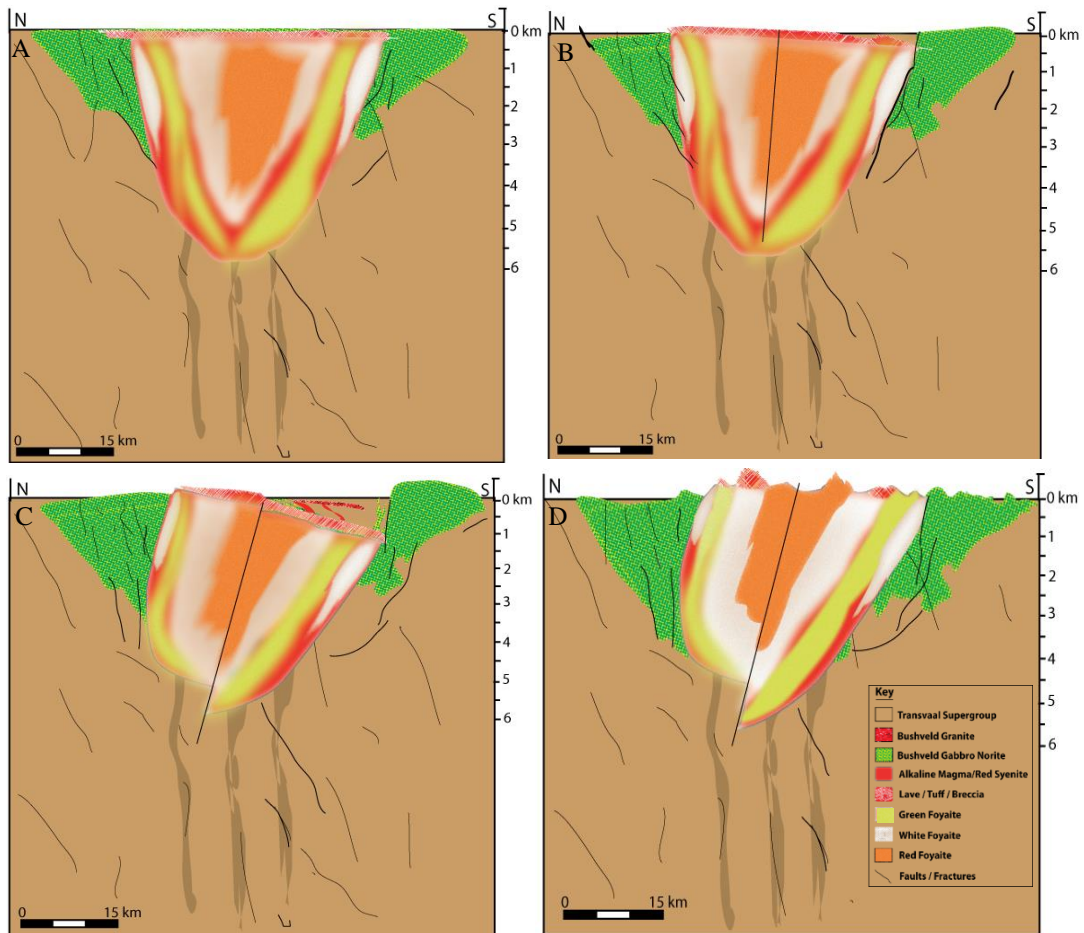 N S
A
0 km
1
2
3
4
5
6
0 15 km
N S
B
0 km
1
2
3
4
5
6
0 15 km
N S
C
0 km
1
2
3
4
5
6
0 15 km
N S
D
0 km
1
2
3
4
5
6
0 15 km
Key
Transvaal Supergroup
Bushveld Granite
Bushveld Gabbro Norite
Alkaline Magma/Red Syenite
Lave / Tuff / Breccia
Green Foyaite
White Foyaite
Red Foyaite
Faults / Fractures